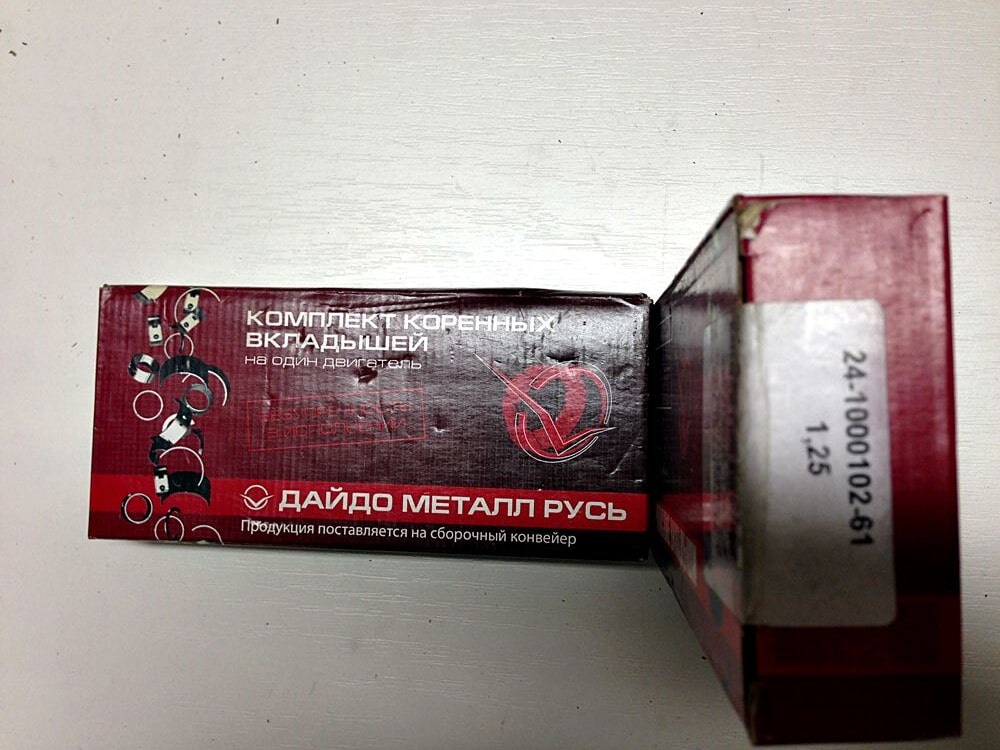 КОМПЛЕКТ КОРЕННЫХ
ВКЛАДЫШЕЙ
на один двигатель
ДАЙДО МЕТАЛЛ РУСЬ
Продукция поставляется на сборочный конвейер
24-1000102-61
1,25